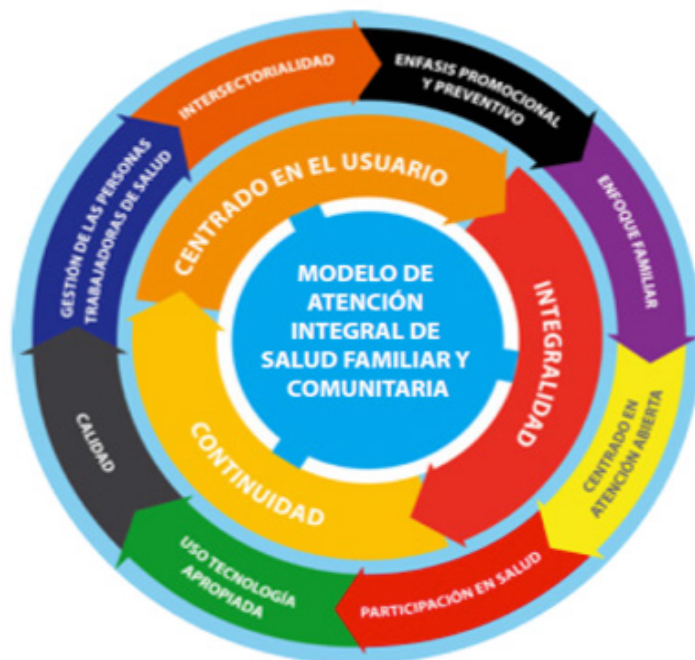 MODELO DE
ATENCIÓN
INTEGRAL DE
SALUD FAMILIAR Y
COMUNITARIA
CENTRADO EN EL USUARIO
INTEGRALIDAD
CONTINUIDAD
INTERSECTORIALIDAD
ENFASIS PROMOCIONAL
Y PREVENTIVO
ENFOQUE FAMILIAR
CENTRADO EN
ATENCIÓN ABIERTA
PARTICIPACIÓN EN SALUD
USO TECNOLOGÍA
APROPIADA
CALIDAD
GESTIÓN DE LAS PERSONAS
TRABAJADORAS DE SALUD